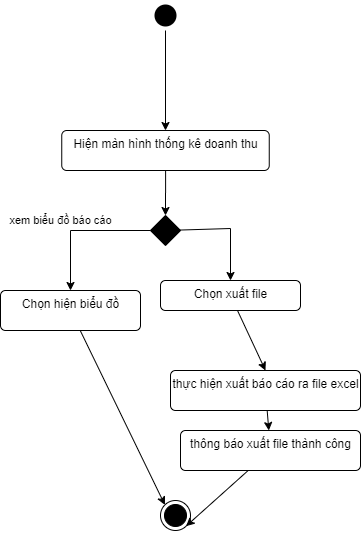 Hiện màn hình thống kê doanh thu
xem biểu đồ báo cáo
Chọn hiện biểu đồ
Chọn xuất file
thực hiện xuất báo cáo ra file excel
thông báo xuất file thành công